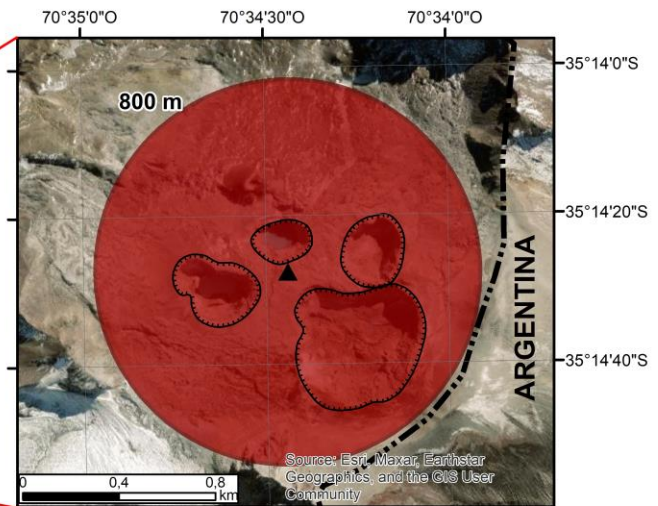 70°35'0"O 70°34'30"O 70°34'0"O
35°14'0"S
800 m
35°14'20"S
ARGENTINA
35°14'40"S
Source: Esri, Maxar, Earthstar
Geographics, and the GIS User
Community
0 0,4 0,8
km